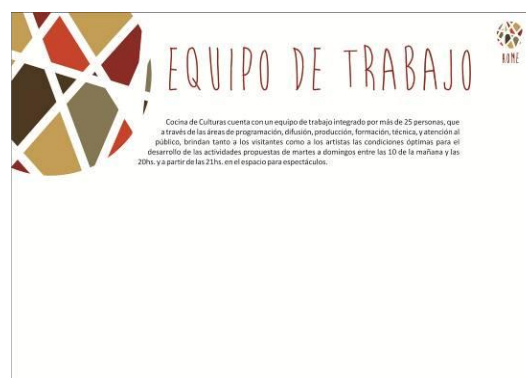 EQUIPO DE TRABAJO
HOME
Cocina de Culturas cuenta con un equipo de trabajo integrado por más de 25 personas, que
a través de las áreas de programación, difusión, producción, formación, técnica, y atención al
público, brindan tanto a los visitantes como a los artistas las condiciones óptimas para el
desarrollo de las actividades propuestas de martes a domingos entre las 10 de la mañana y las
20hs. y a partir de las 21hs. en el espacio para espectáculos.